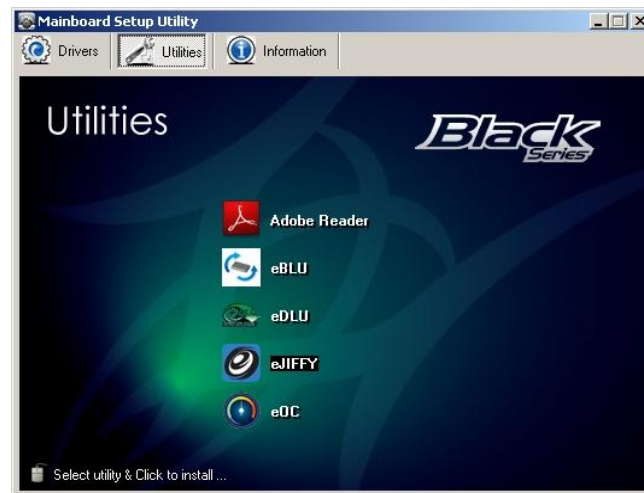 Mainboard Setup Utility
Drivers
Utilities
Information
Utilities
Black
Series
Adobe Reader
eBLU
eDLU
eJIFFY
eOC
Select utility & Click to install ...